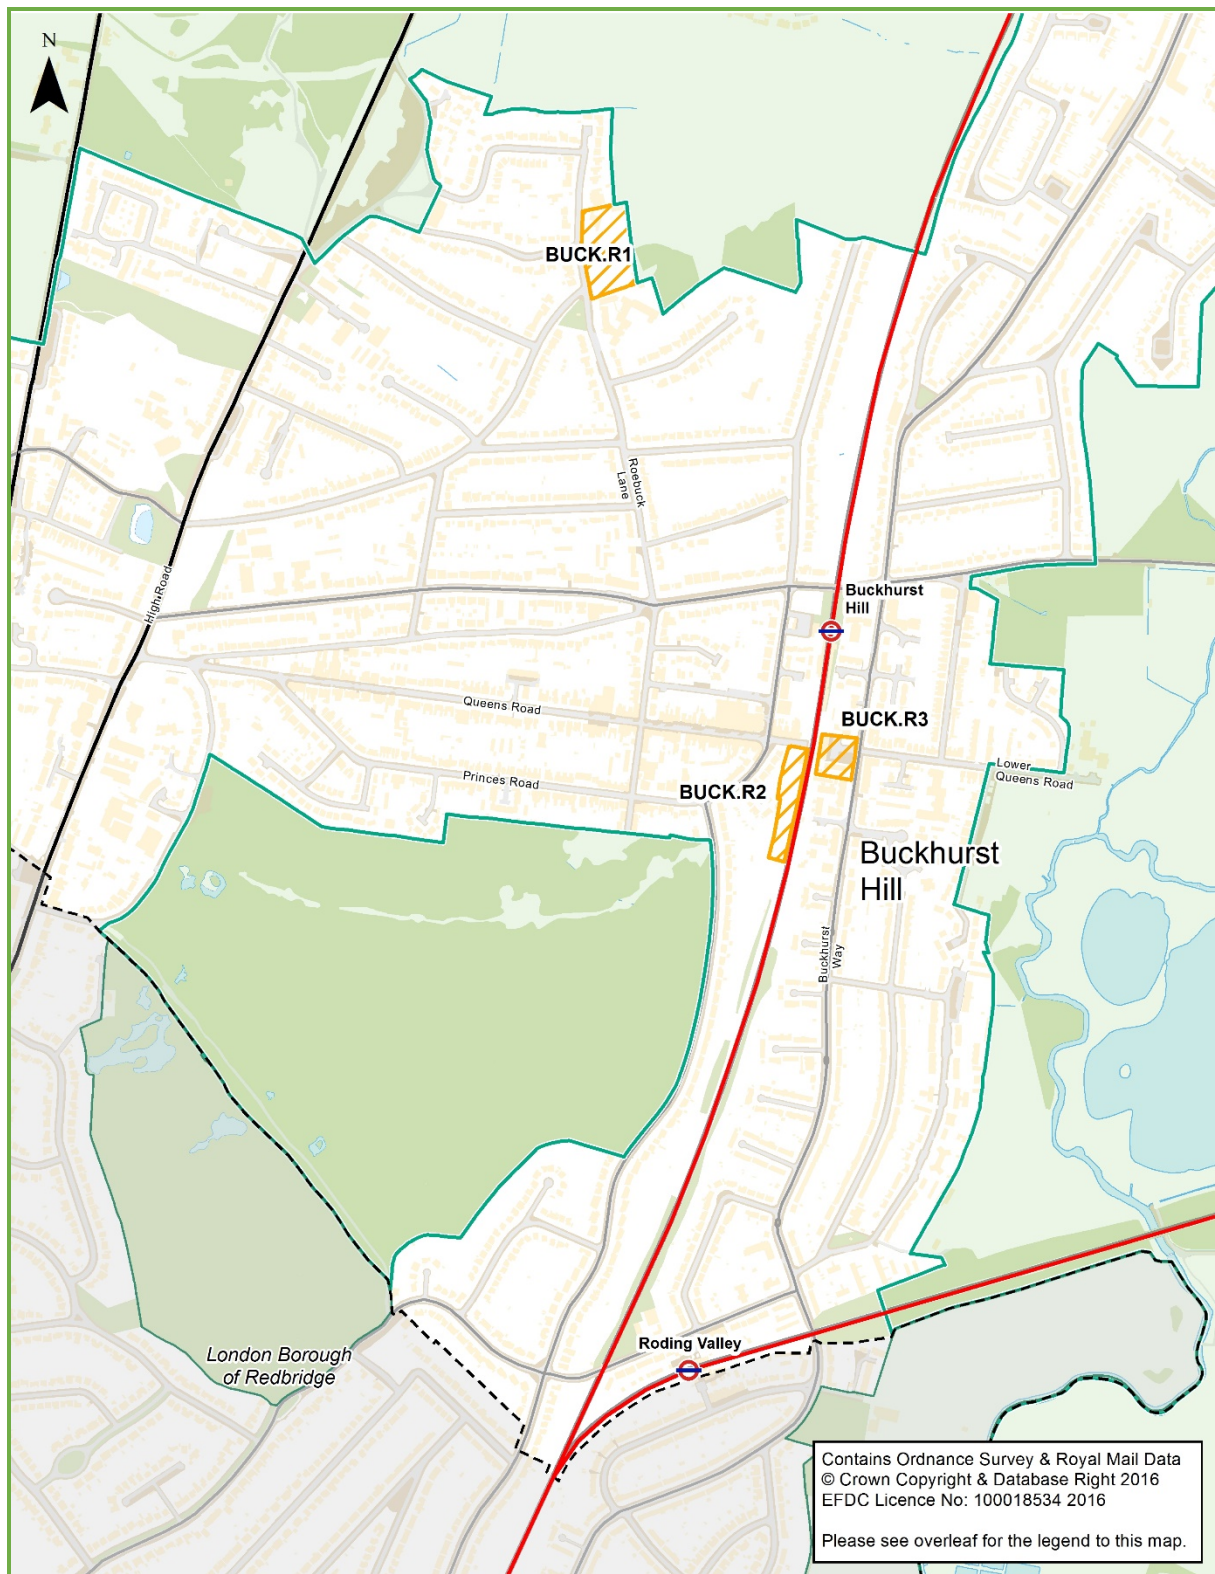 N
BUCK.R1
Roebuck
Lane
High Road
Buckhurst
Hill
Queens Road
BUCK.R3
Lower
Queens Road
Princes Road
BUCK.R2
Buckhurst
Hill
Buckhurst
Way
Roding Valley
London Borough
of Redbridge
Contains Ordnance Survey & Royal Mail Data
© Crown Copyright & Database Right 2016
EFDC Licence No: 100018534 2016
Please see overleaf for the legend to this map.